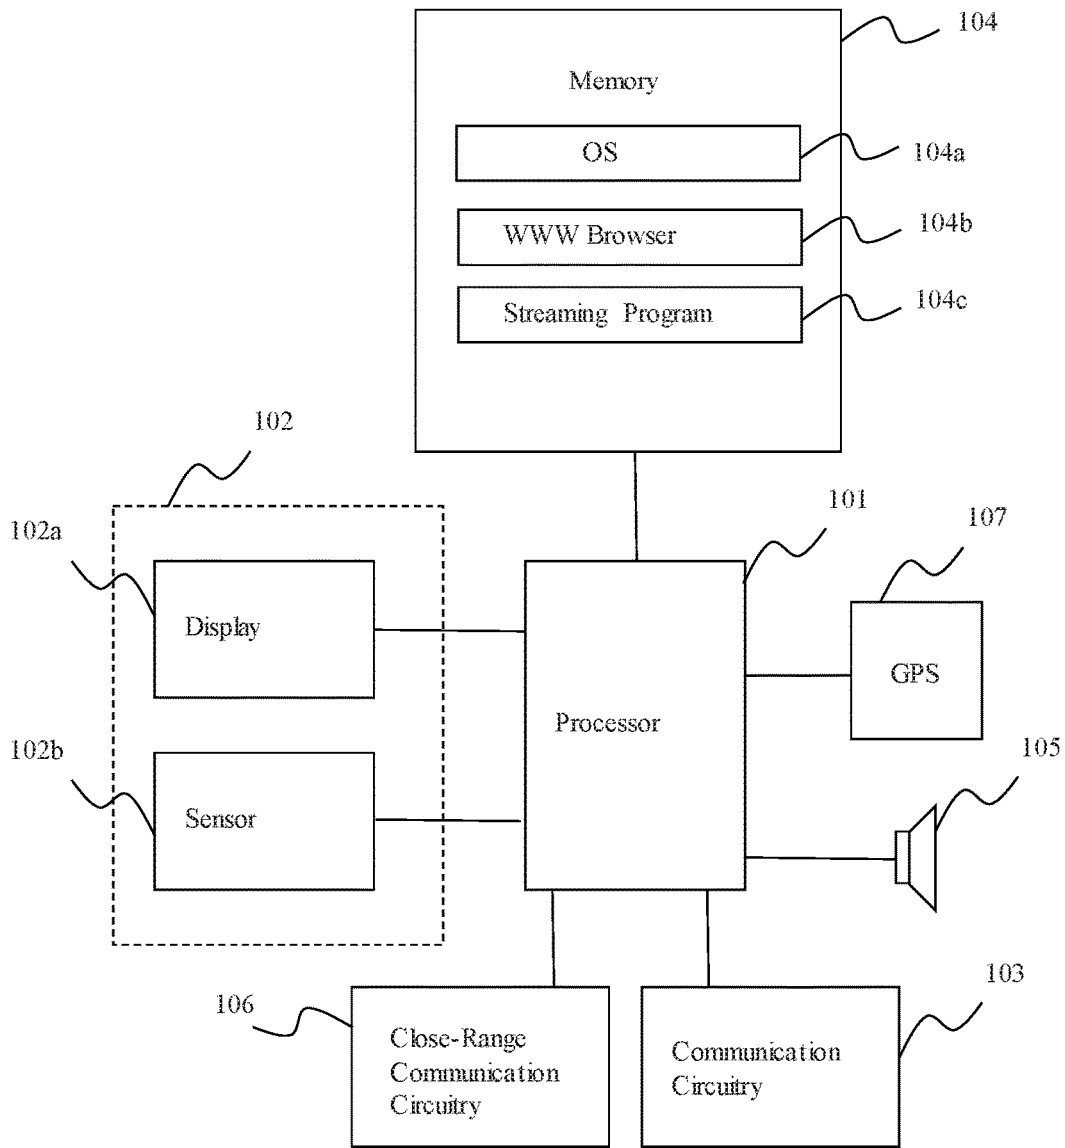 104
Memory
OS
104a
WWW Browser
104b
Streaming Program
104c
102
101
107
102a
Display
GPS
Processor
102b
Sensor
105
106
103
Close-Range
Communication
Circuitry
Communication
Circuitry